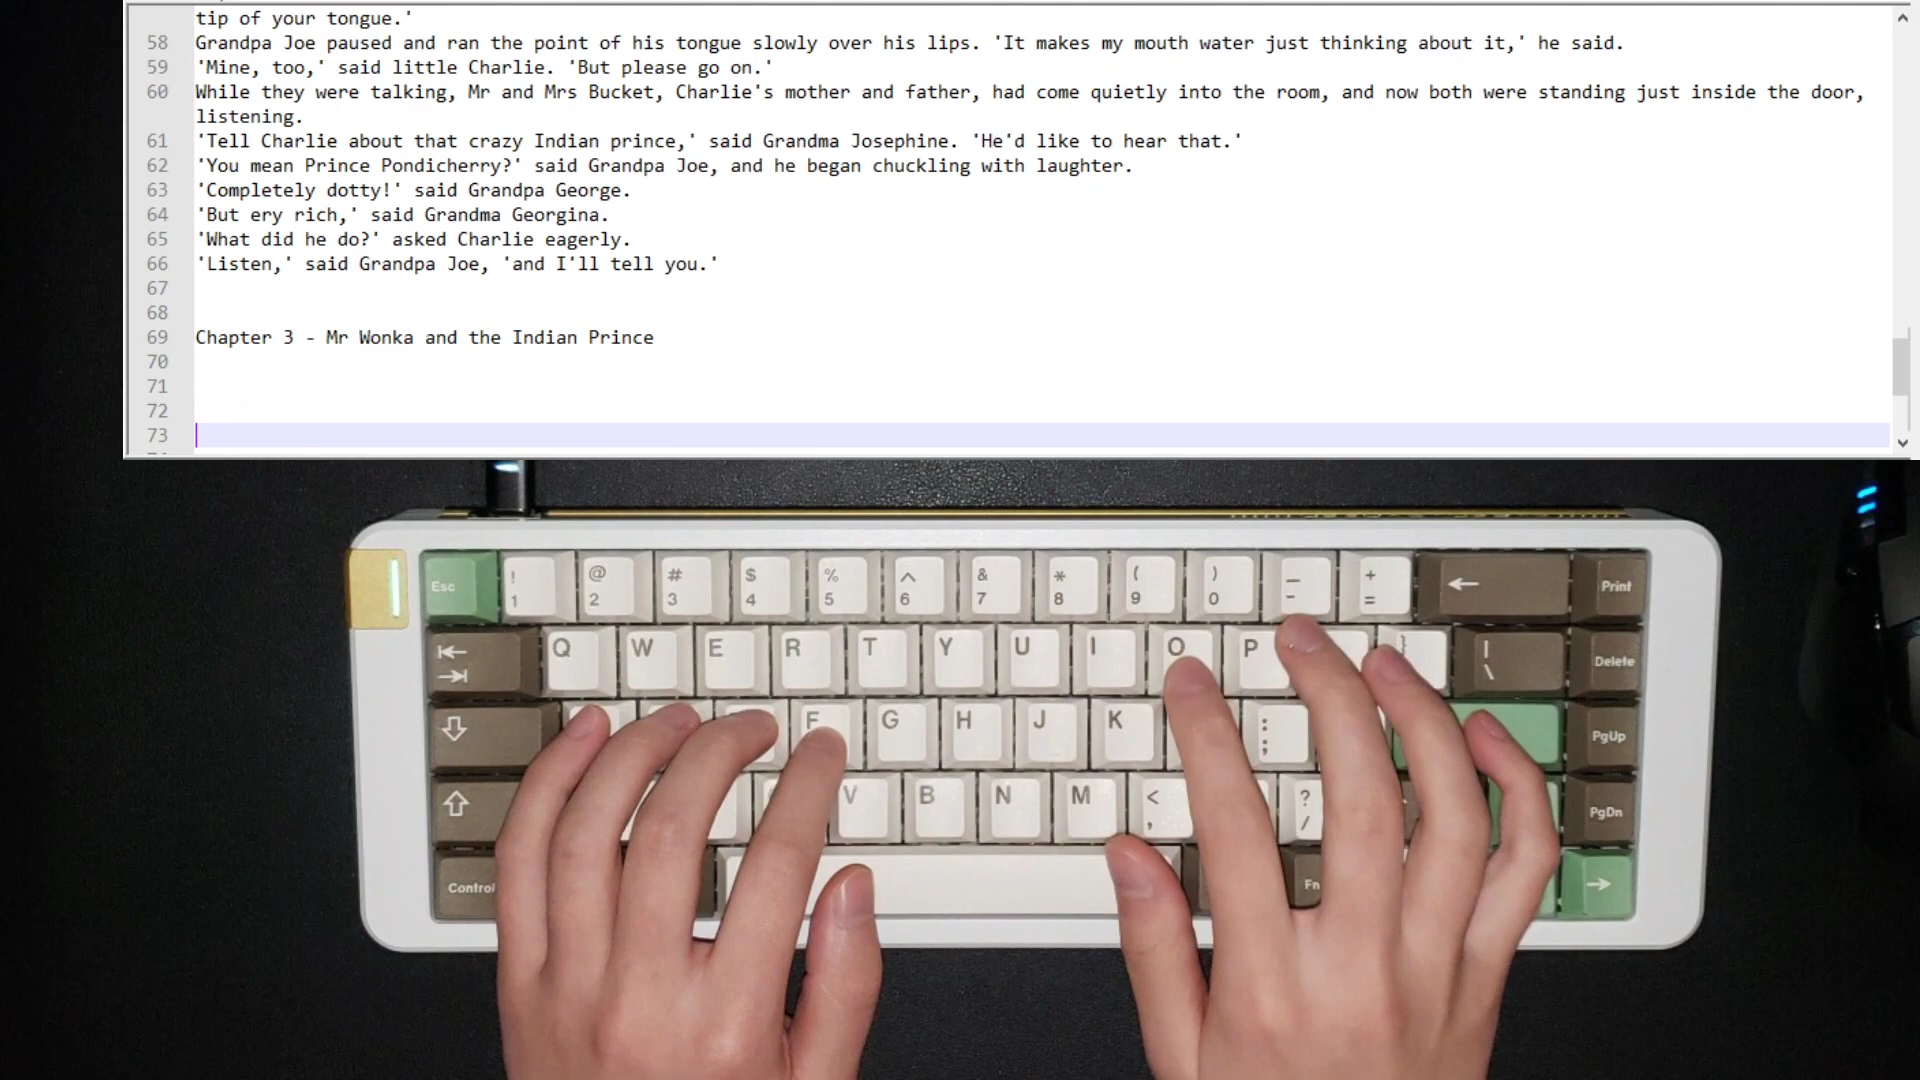 tip of your tongue.'
58 Grandpa Joe paused and ran the point of his tongue slowly over his lips. 'It makes my mouth water just thinking about it,' he said.
59 'Mine, too,' said little Charlie. 'But please go on.'
60 While they were talking, Mr and Mrs Bucket, Charlie's mother and father, had come quietly into the room, and now both were standing just inside the door,
listening.
61 'Tell Charlie about that crazy Indian prince,' said Grandma Josephine. 'He'd like to hear that.'
62 'You mean Prince Pondicherry?' said Grandpa Joe, and he began chuckling with laughter.
63 'Completely dotty!' said Grandpa George.
64 'But ery rich,' said Grandma Georgina.
65 'What did he do?' asked Charlie eagerly.
66 'Listen,' said Grandpa Joe, 'and I'll tell you.'
67
68
69 Chapter 3 - Mr Wonka and the Indian Prince
70
71
72
73
Esc ! 1 @ 2 # 3 $ 4 % 5 ^ 6 & 7 * 8 ( 9 ) 0 _ - + = ← Print
Q W E R T Y U I O P } | \ Delete
F G H J K : ; PgUp
V B N M < , ? / PgDn
Control Fn →